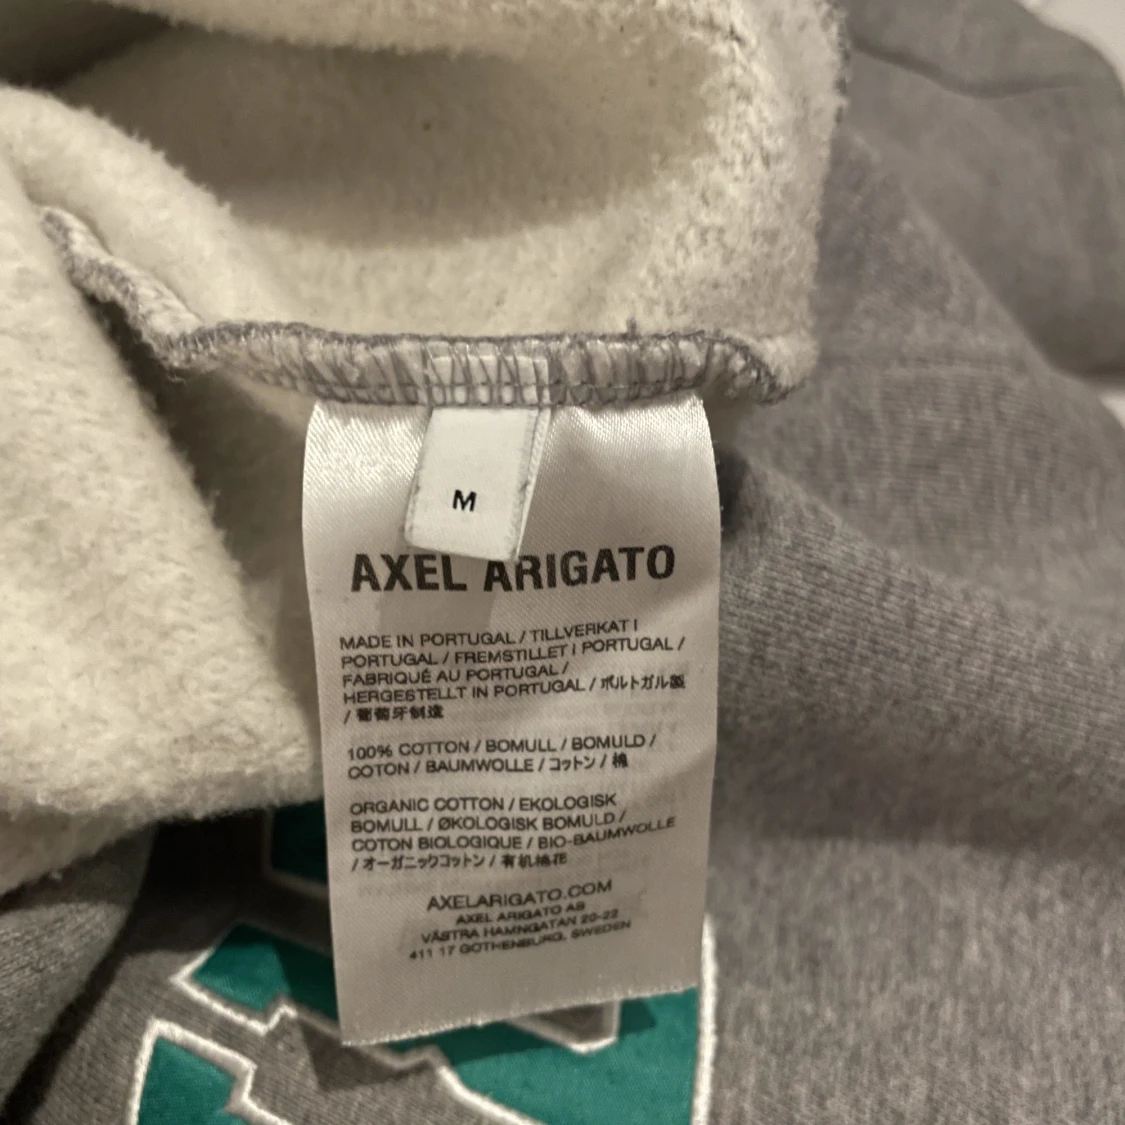 M
AXEL ARIGATO
MADE IN PORTUGAL / TILLVERKAT I
PORTUGAL / FREMSTILLET I PORTUGAL /
FABRIQUÉ AU PORTUGAL /
HERGESTELLT IN PORTUGAL / ポルトガル製
/ 葡萄牙制造
100% COTTON / BOMULL / BOMULD /
COTON / BAUMWOLLE / コットン / 棉
ORGANIC COTTON / EKOLOGISK
BOMULL / ØKOLOGISK BOMULD /
COTON BIOLOGIQUE / BIO-BAUMWOLLE
/ オーガニックコットン / 有机棉花
AXELARIGATO.COM
AXEL ARIGATO AB
VÄSTRA HAMNGATAN 20-22
411 17 GOTHENBURG, SWEDEN